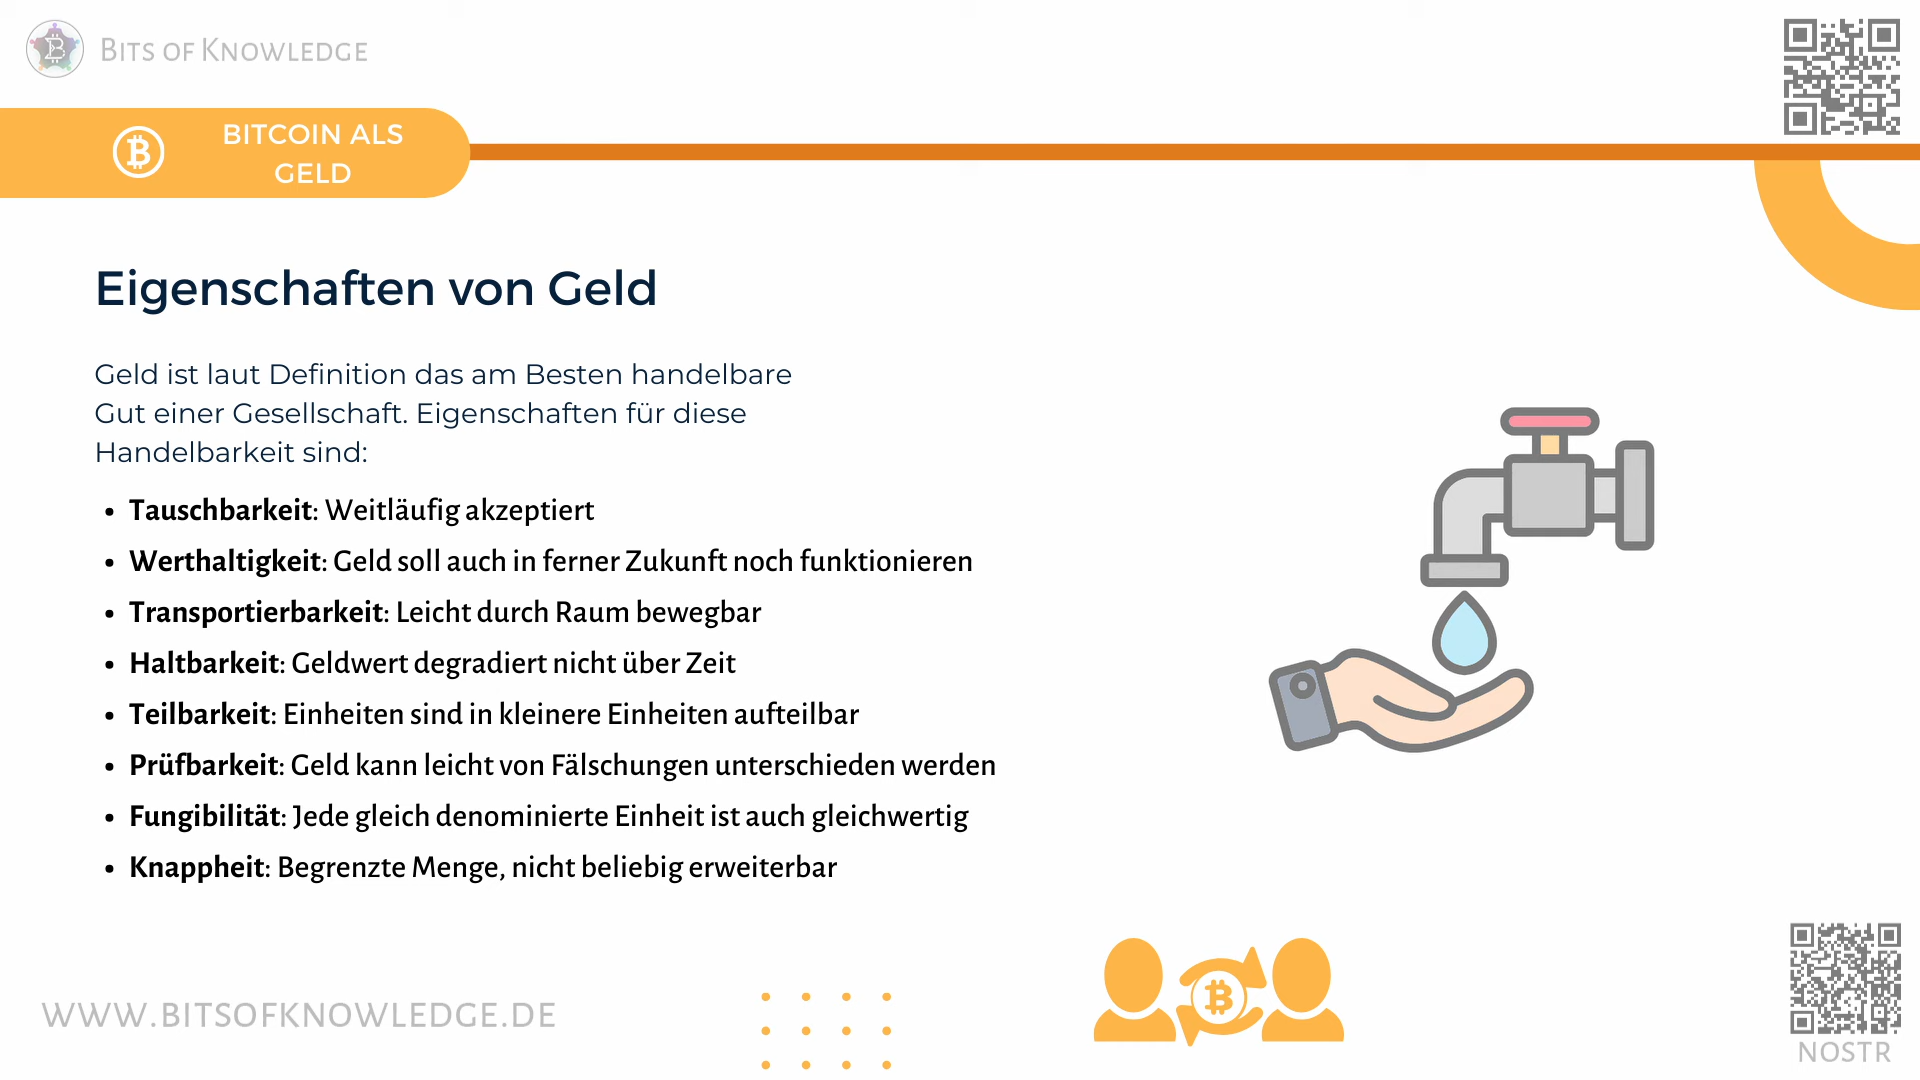 BITS OF KNOWLEDGE
BITCOIN ALS
GELD
Eigenschaften von Geld
Geld ist laut Definition das am Besten handelbare
Gut einer Gesellschaft. Eigenschaften für diese
Handelbarkeit sind:
• Tauschbarkeit: Weitläufig akzeptiert
• Werthaltigkeit: Geld soll auch in ferner Zukunft noch funktionieren
• Transportierbarkeit: Leicht durch Raum bewegbar
• Haltbarkeit: Geldwert degradiert nicht über Zeit
• Teilbarkeit: Einheiten sind in kleinere Einheiten aufteilbar
• Prüfbarkeit: Geld kann leicht von Fälschungen unterschieden werden
• Fungibilität: Jede gleich denominierte Einheit ist auch gleichwertig
• Knappheit: Begrenzte Menge, nicht beliebig erweiterbar
WWW.BITSOFKNOWLEDGE.DE
NOSTR